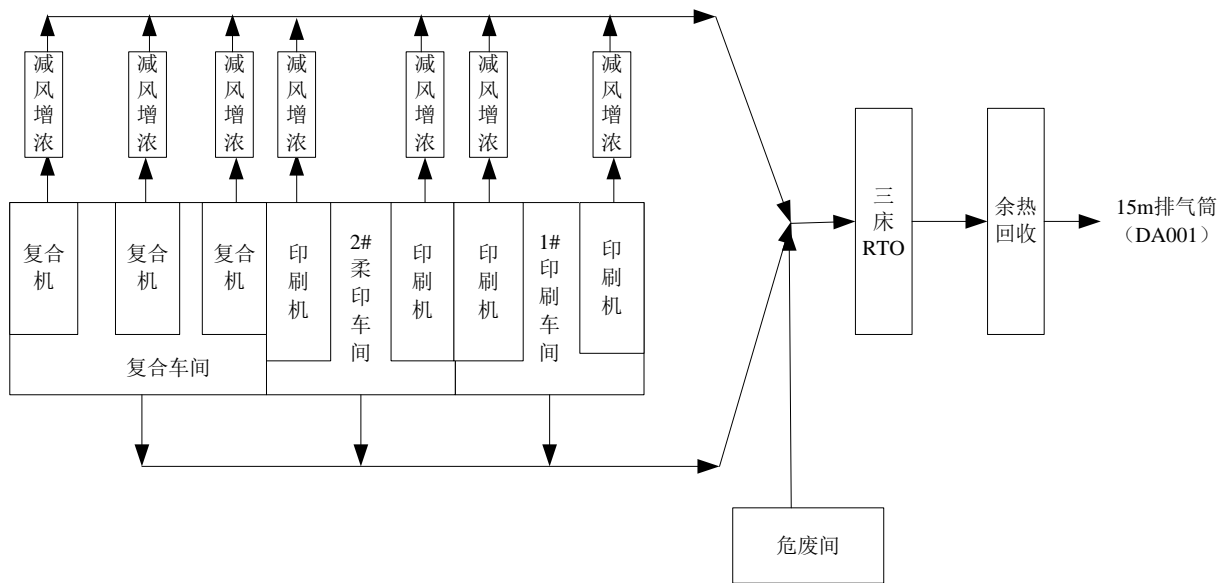 减风增浓
减风增浓
减风增浓
减风增浓
减风增浓
减风增浓
减风增浓
复合机
复合机
复合机
印刷机
2#柔印车间
印刷机
印刷机
1#印刷车间
印刷机
复合车间
三床RTO
余热
回收
15m排气筒
（DA001）
危废间